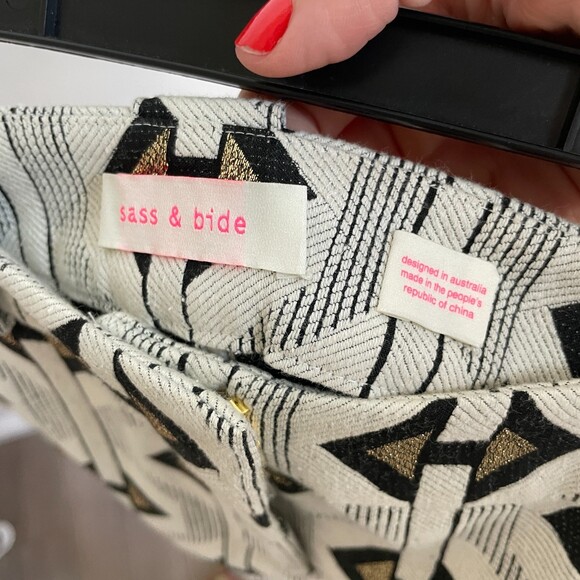 sass & bide
designed in australia
made in the people's
republic of china